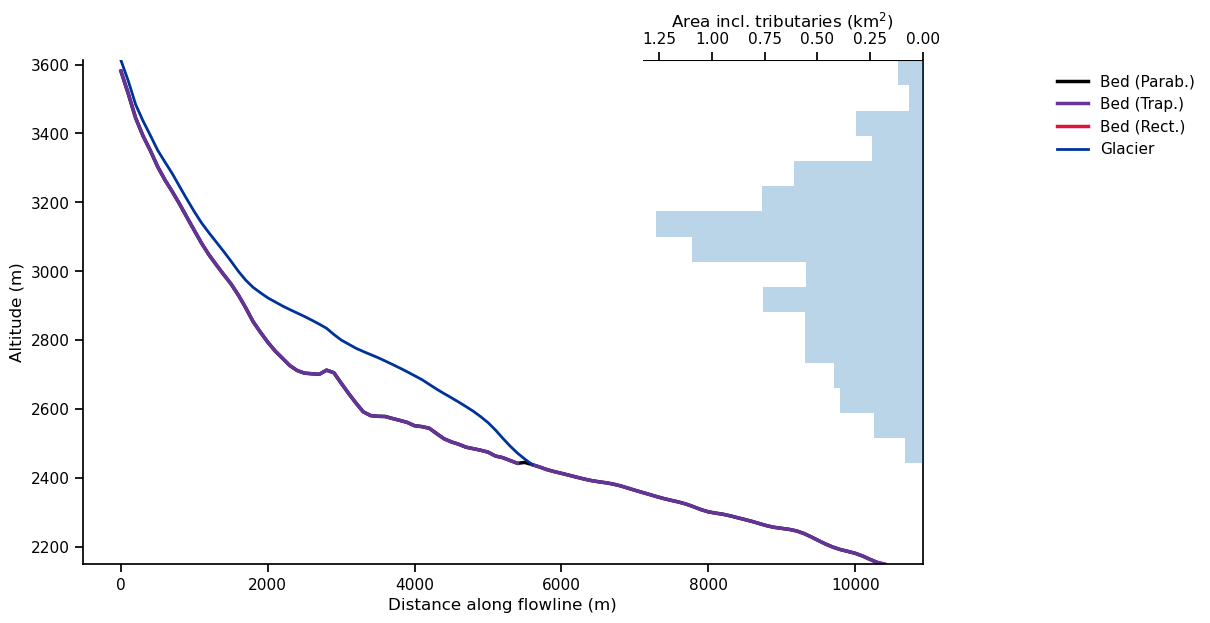 Area incl. tributaries (km²)
1.25 1.00 0.75 0.50 0.25 0.00
3600
3400
3200
3000
2800
2600
2400
2200
Altitude (m)
Bed (Parab.)
Bed (Trap.)
Bed (Rect.)
Glacier
0 2000 4000 6000 8000 10000
Distance along flowline (m)